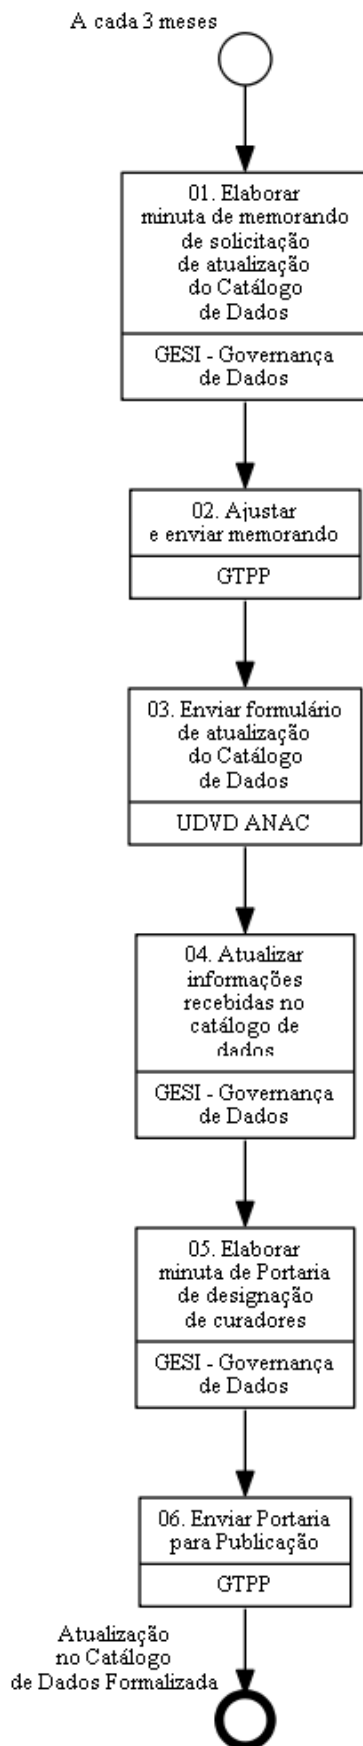 A cada 3 meses
01. Elaborar
minuta de memorando
de solicitação
de atualização
do Catálogo
de Dados
GESI - Governança
de Dados
02. Ajustar
e enviar memorando
GTPP
03. Enviar formulário
de atualização
do Catálogo
de Dados
UDVD ANAC
04. Atualizar
informações
recebidas no
catálogo de
dados
GESI - Governança
de Dados
05. Elaborar
minuta de Portaria
de designação
de curadores
GESI - Governança
de Dados
06. Enviar Portaria
para Publicação
GTPP
Atualização
no Catálogo
de Dados Formalizada